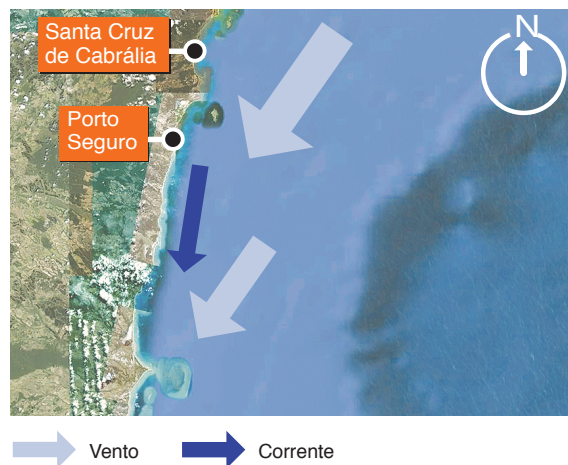 Santa Cruz
de Cabrália
Porto
Seguro
N
Vento
Corrente